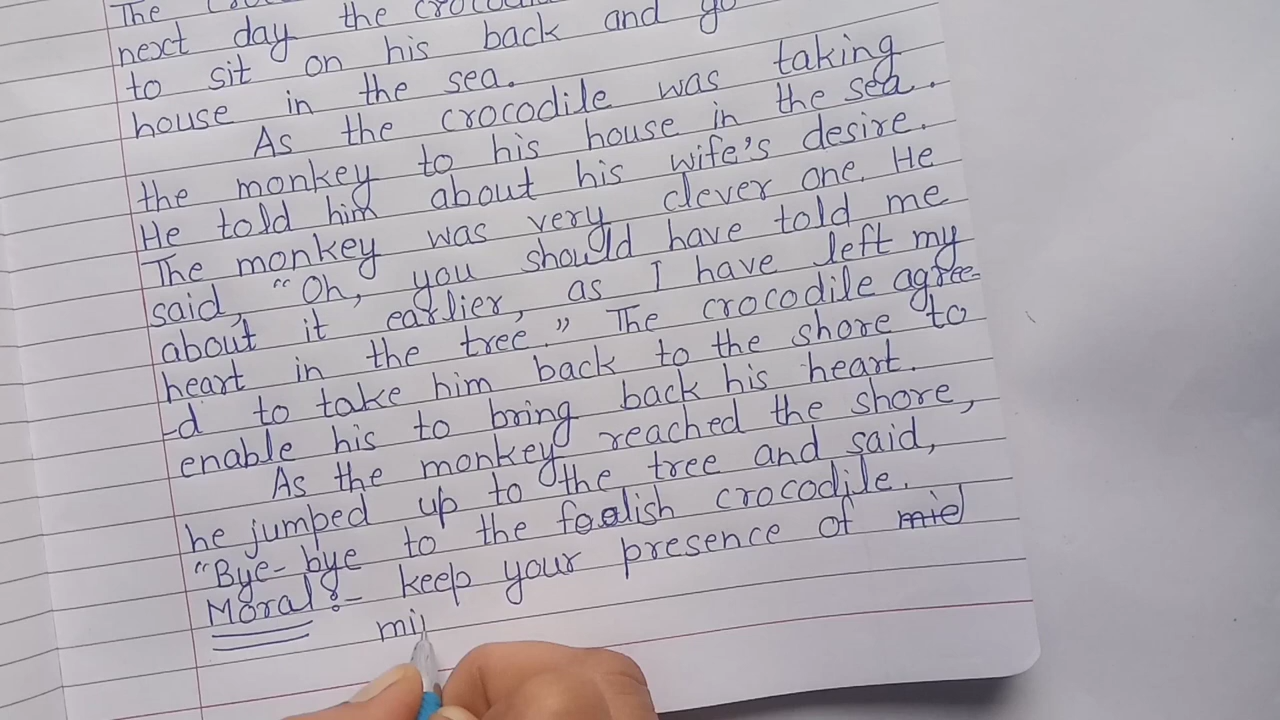 The
next day the
to sit on his back and
house in the sea.
As the crocodile was taking
the monkey to his house in the sea.
He told him about his wife's desire.
The monkey was very clever one. He
said, "Oh, you should have told me
about it earlier, as I have left my
heart in the tree." The crocodile agree-
-d to take him back to the shore to
enable his to bring back his heart.
As the monkey reached the shore,
he jumped up to the tree and said,
"Bye-bye to the foolish crocodile.
Moral:- keep your presence of mie
mi